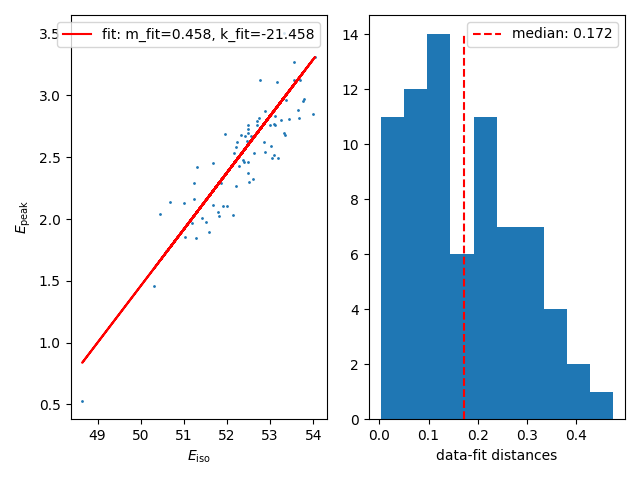 fit: m_fit=0.458, k_fit=-21.458
3.5
3.0
2.5
2.0
1.5
1.0
0.5
E_peak
49 50 51 52 53 54
E_iso
median: 0.172
14
12
10
8
6
4
2
0
0.0 0.1 0.2 0.3 0.4
data-fit distances